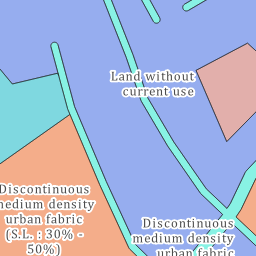 Land without
current use
Discontinuous
medium density
urban fabric
(S.L. : 30% -
50%)
Discontinuous
medium density
urban fabric